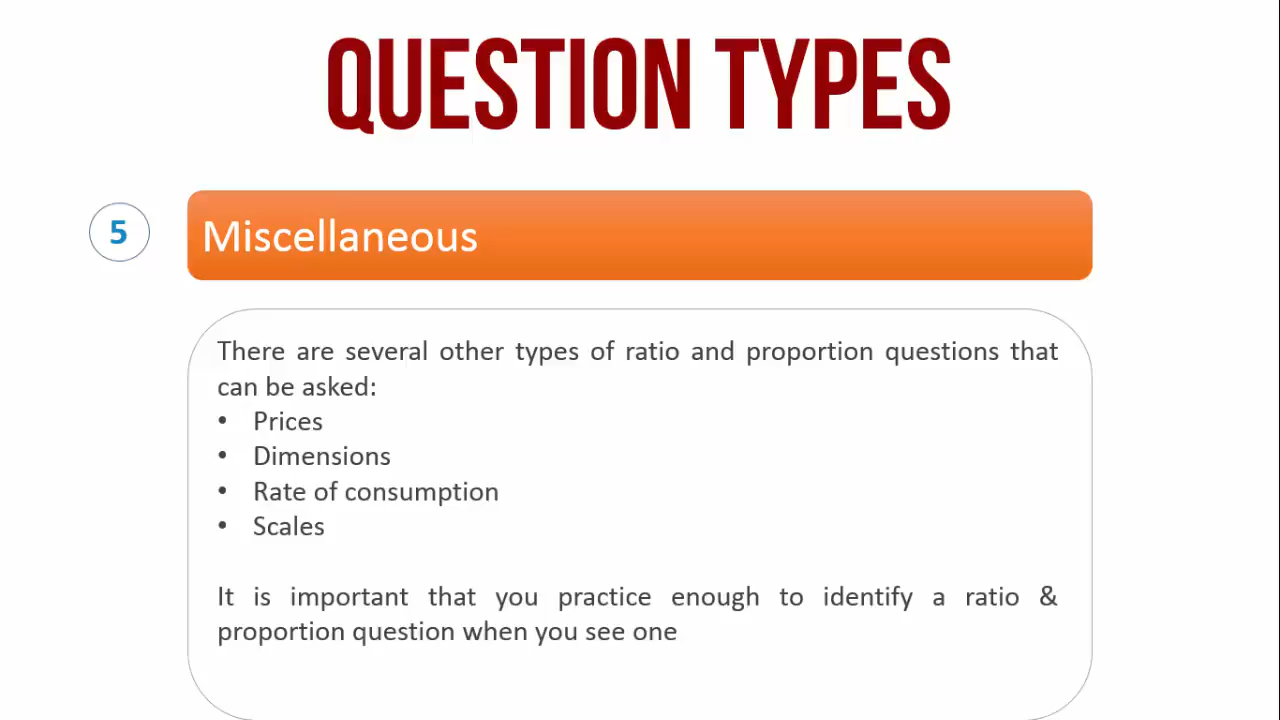 QUESTION TYPES
5
Miscellaneous
There are several other types of ratio and proportion questions that
can be asked:
• Prices
• Dimensions
• Rate of consumption
• Scales
It is important that you practice enough to identify a ratio &
proportion question when you see one